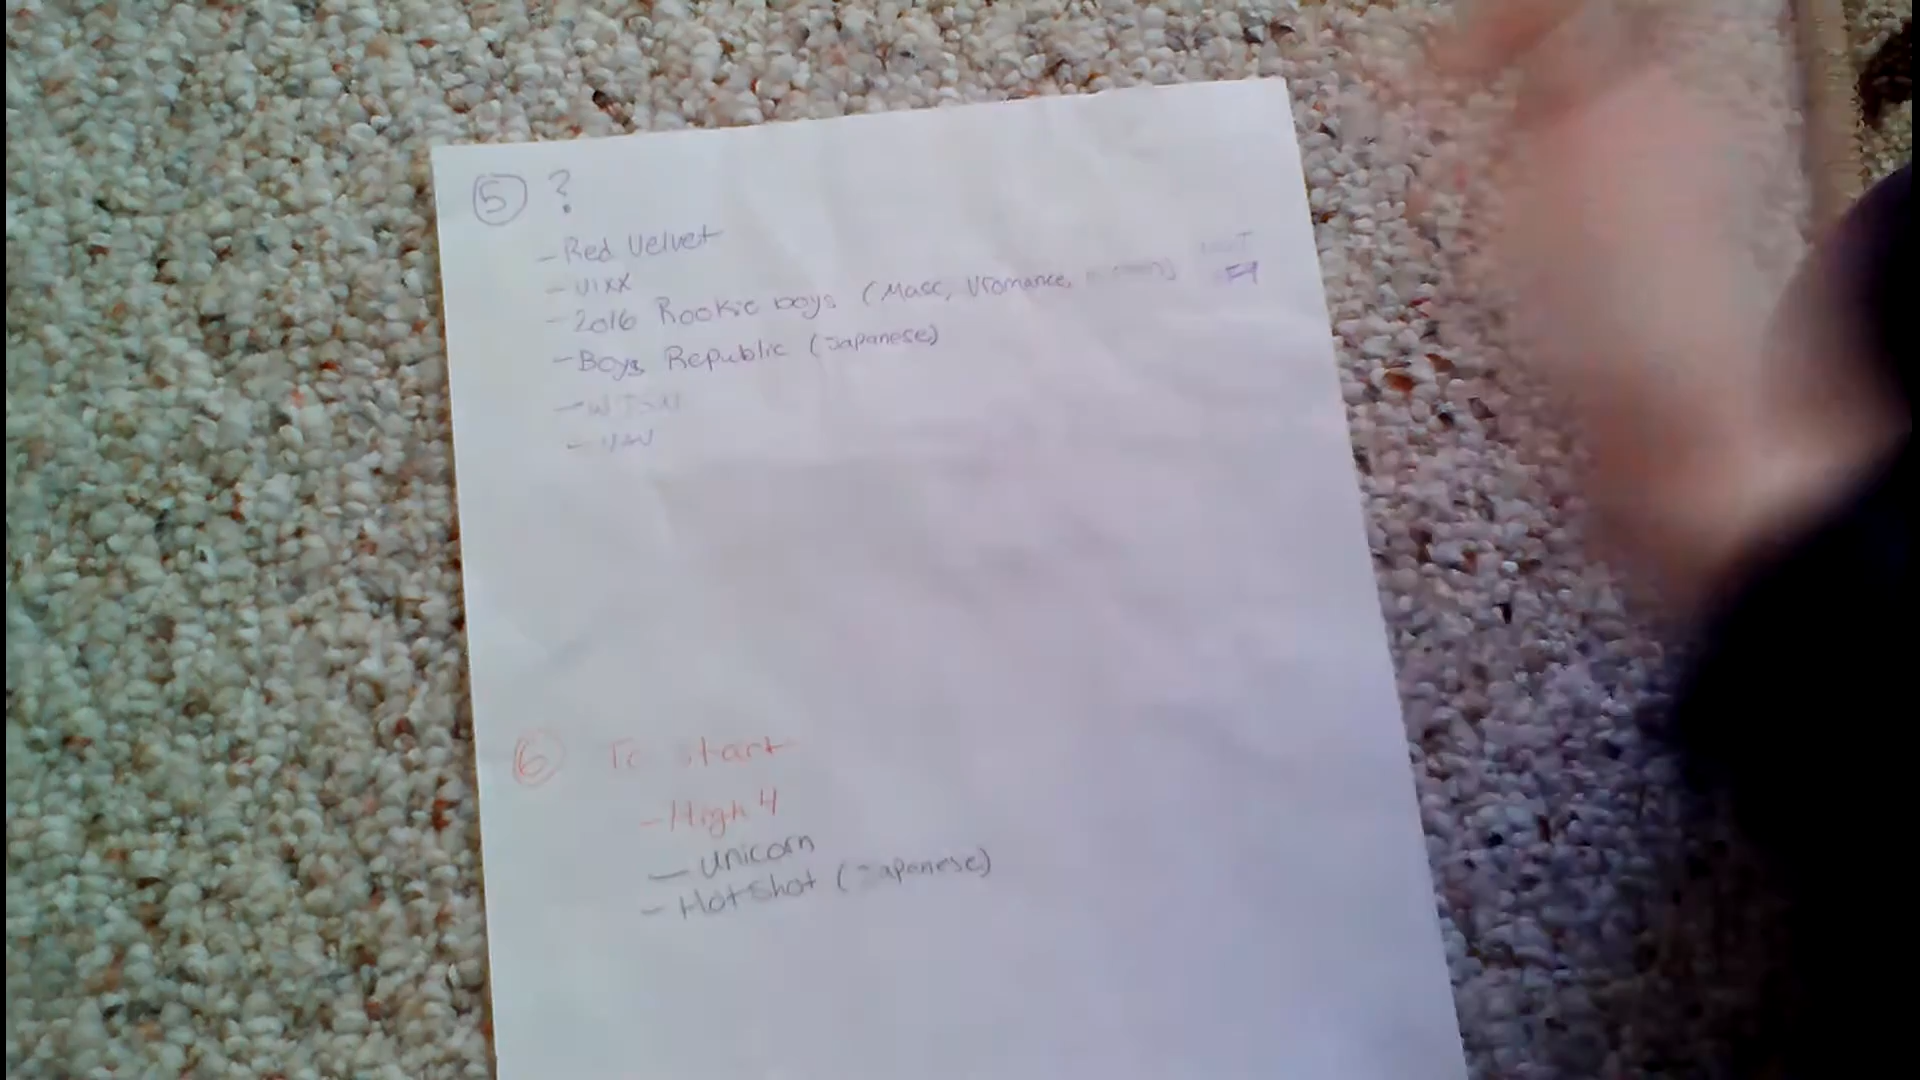 5 ?
- Red Velvet
- VIXX
- 2016 Rookie boys (Masc, Vromance,
- Boys Republic (Japanese)
- WJSN
6 To start
- High 4
- Unicorn
- Hotshot (Japanese)